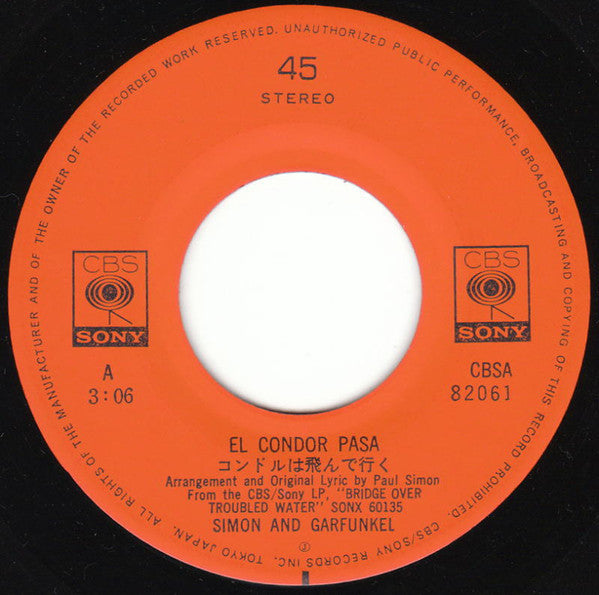 ALL RIGHTS OF THE MANUFACTURER AND OF THE OWNER OF THE RECORDED WORK RESERVED. UNAUTHORIZED PUBLIC PERFORMANCE, BROADCASTING AND COPYING OF THIS RECORD PROHIBITED. CBS/SONY RECORDS INC. TOKYO JAPAN.
45
STEREO
CBS
SONY
CBS
SONY
A
3:06
CBSA
82061
EL CONDOR PASA
コンドルは飛んで行く
Arrangement and Original Lyric by Paul Simon
From the CBS/Sony LP, "BRIDGE OVER
TROUBLED WATER" SONX 60135
SIMON AND GARFUNKEL
℗